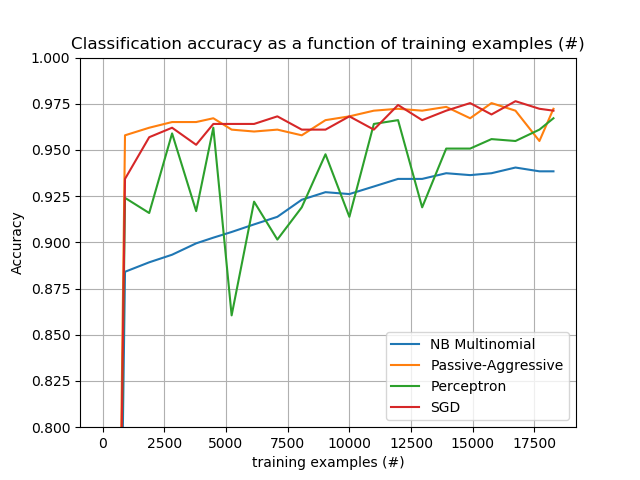 Classification accuracy as a function of training examples (#)
1.000
0.975
0.950
0.925
0.900
0.875
0.850
0.825
0.800
Accuracy
NB Multinomial
Passive-Aggressive
Perceptron
SGD
0 2500 5000 7500 10000 12500 15000 17500
training examples (#)